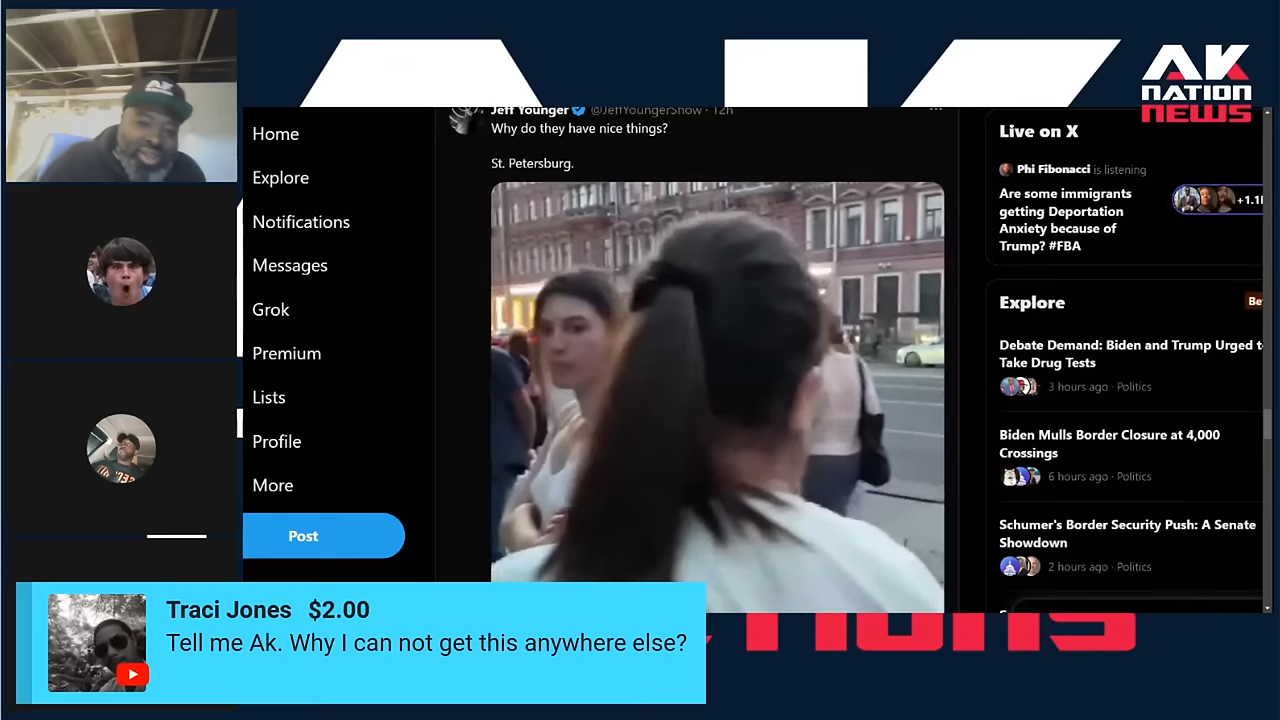 AK
NATION
NEWS
Home
Explore
Notifications
Messages
Grok
Premium
Lists
Profile
More
Post
Jeff Younger @JeffYoungerShow · 12h
Why do they have nice things?
St. Petersburg.
Live on X
Phi Fibonacci is listening
Are some immigrants
getting Deportation
Anxiety because of
Trump? #FBA
Explore
Debate Demand: Biden and Trump Urged
Take Drug Tests
3 hours ago · Politics
Biden Mulls Border Closure at 4,000
Crossings
6 hours ago · Politics
Schumer's Border Security Push: A Senate
Showdown
2 hours ago · Politics
Traci Jones $2.00
Tell me Ak. Why I can not get this anywhere else?